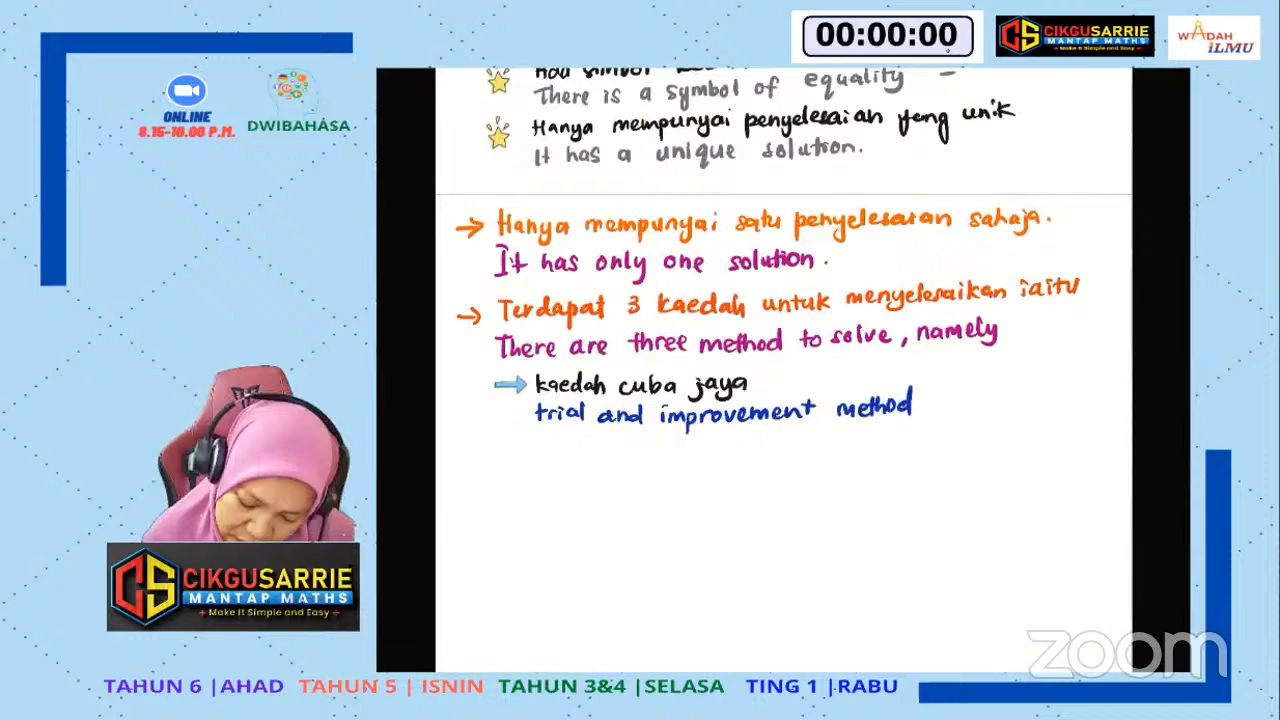 00:00:00
CIKGUSARRIE
MANTAP MATHS
Make It Simple and Easy
WADAH
ILMU
ONLINE
8.15-10.00 P.M.
DWIBAHASA
simbol
There is a symbol of equality =
Hanya mempunyai penyelesaian yang unik
It has a unique solution.
→ Hanya mempunyai satu penyelesaian sahaja.
It has only one solution.
→ Terdapat 3 kaedah untuk menyelesaikan iaitu
There are three method to solve, namely
kaedah cuba jaya
trial and improvement method
CS CIKGUSARRIE
MANTAP MATHS
+ Make It Simple and Easy +
zoom
TAHUN 6 |AHAD TAHUN 5 | ISNIN TAHUN 3&4 |SELASA TING 1 |RABU